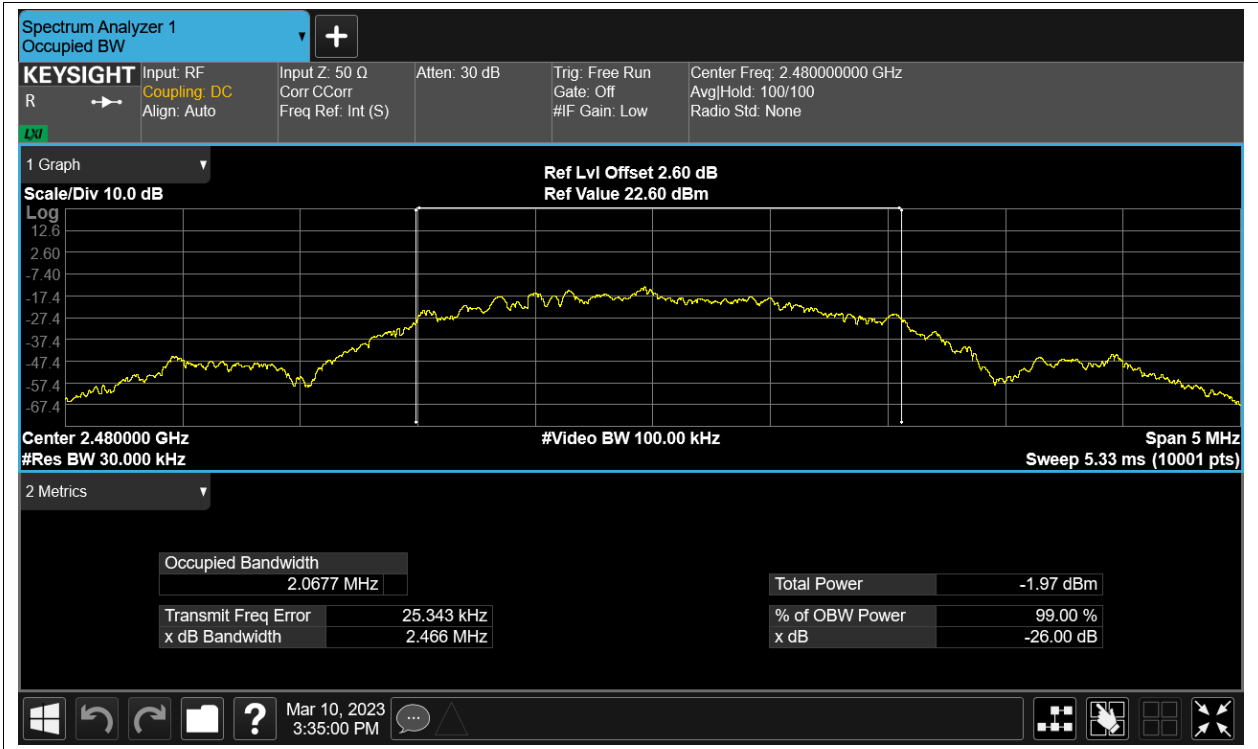 Spectrum Analyzer 1
Occupied BW
KEYSIGHT
R
LXI
Input: RF
Coupling: DC
Align: Auto
Input Z: 50 Ω
Corr CCorr
Freq Ref: Int (S)
Atten: 30 dB
Trig: Free Run
Gate: Off
#IF Gain: Low
Center Freq: 2.480000000 GHz
Avg|Hold: 100/100
Radio Std: None
1 Graph
Scale/Div 10.0 dB
Ref Lvl Offset 2.60 dB
Ref Value 22.60 dBm
Log
12.6
2.60
-7.40
-17.4
-27.4
-37.4
-47.4
-57.4
-67.4
Center 2.480000 GHz
#Res BW 30.000 kHz
#Video BW 100.00 kHz
Span 5 MHz
Sweep 5.33 ms (10001 pts)
2 Metrics
Occupied Bandwidth
2.0677 MHz
Transmit Freq Error 25.343 kHz
x dB Bandwidth 2.466 MHz
Total Power -1.97 dBm
% of OBW Power 99.00 %
x dB -26.00 dB
Mar 10, 2023
3:35:00 PM